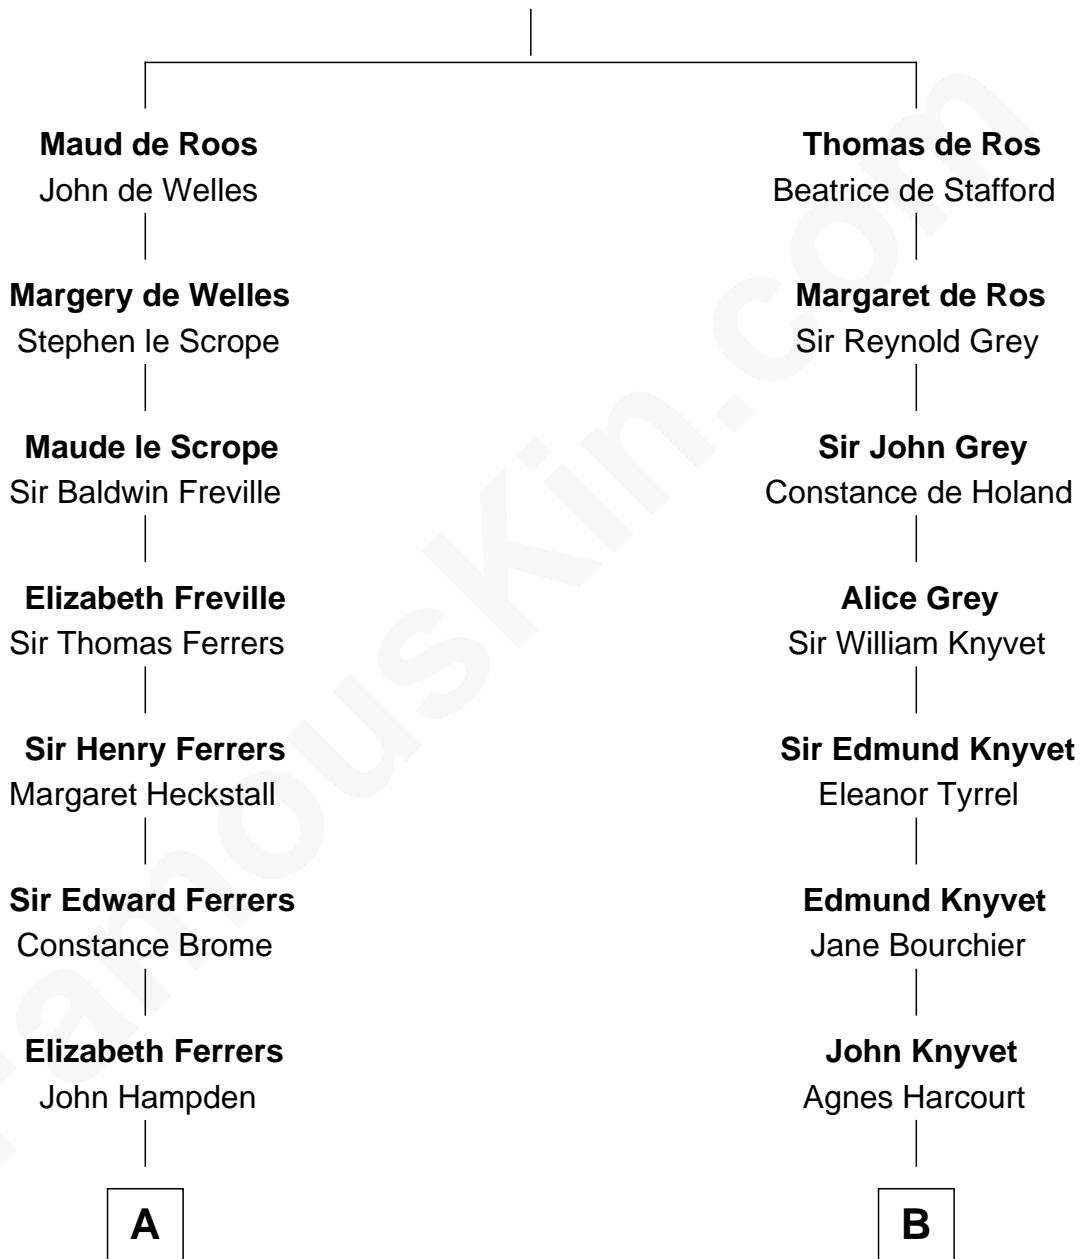 Maud de Roos
John de Welles
Thomas de Ros
Beatrice de Stafford
Margery de Welles
Stephen le Scrope
Margaret de Ros
Sir Reynold Grey
Maude le Scrope
Sir Baldwin Freville
Sir John Grey
Constance de Holand
Elizabeth Freville
Sir Thomas Ferrers
Alice Grey
Sir William Knyvet
Sir Henry Ferrers
Margaret Heckstall
Sir Edmund Knyvet
Eleanor Tyrrel
Sir Edward Ferrers
Constance Brome
Edmund Knyvet
Jane Bourchier
Elizabeth Ferrers
John Hampden
John Knyvet
Agnes Harcourt
A
B
FamousKin.com